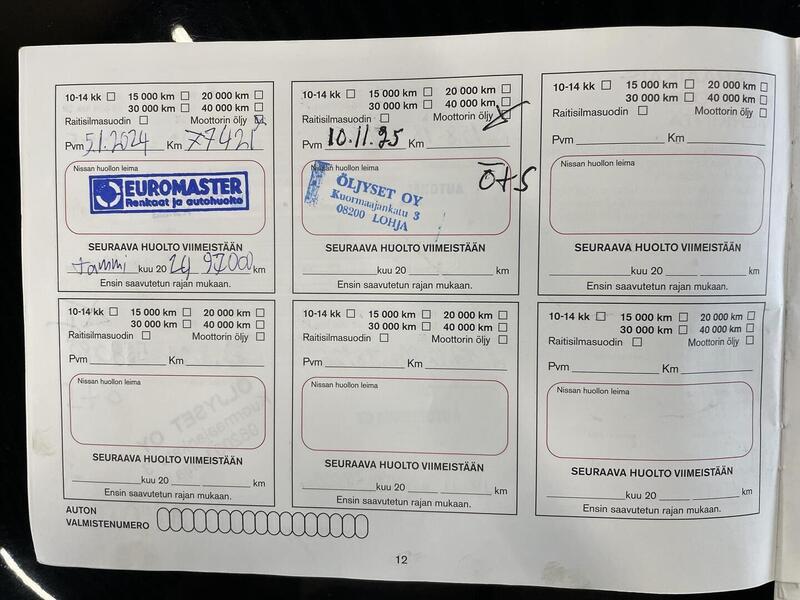 10-14 kk 15 000 km 20 000 km
30 000 km 40 000 km
Raitisilmasuodin Moottorin öljy
Pvm 5.1.2024 Km 77421
Nissan huollon leima
EUROMASTER
Renkaat ja autohuolto
SEURAAVA HUOLTO VIIMEISTÄÄN
tammi kuu 20 24 97000 km
Ensin saavutetun rajan mukaan.
10-14 kk 15 000 km 20 000 km
30 000 km 40 000 km
Raitisilmasuodin Moottorin öljy
Pvm 10.11.25 Km
Nissan huollon leima
Ö+S
ÖLJYSET OY
Kuormaajankatu 3
08200 LOHJA
SEURAAVA HUOLTO VIIMEISTÄÄN
kuu 20 km
Ensin saavutetun rajan mukaan.
10-14 kk 15 000 km 20 000 km
30 000 km 40 000 km
Raitisilmasuodin Moottorin öljy
Pvm Km
Nissan huollon leima
SEURAAVA HUOLTO VIIMEISTÄÄN
kuu 20 km
Ensin saavutetun rajan mukaan.
10-14 kk 15 000 km 20 000 km
30 000 km 40 000 km
Raitisilmasuodin Moottorin öljy
Pvm Km
Nissan huollon leima
SEURAAVA HUOLTO VIIMEISTÄÄN
kuu 20 km
Ensin saavutetun rajan mukaan.
10-14 kk 15 000 km 20 000 km
30 000 km 40 000 km
Raitisilmasuodin Moottorin öljy
Pvm Km
Nissan huollon leima
SEURAAVA HUOLTO VIIMEISTÄÄN
kuu 20 km
Ensin saavutetun rajan mukaan.
10-14 kk 15 000 km 20 000 km
30 000 km 40 000 km
Raitisilmasuodin Moottorin öljy
Pvm Km
Nissan huollon leima
SEURAAVA HUOLTO VIIMEISTÄÄN
kuu 20 km
Ensin saavutetun rajan mukaan.
AUTON
VALMISTENUMERO
12